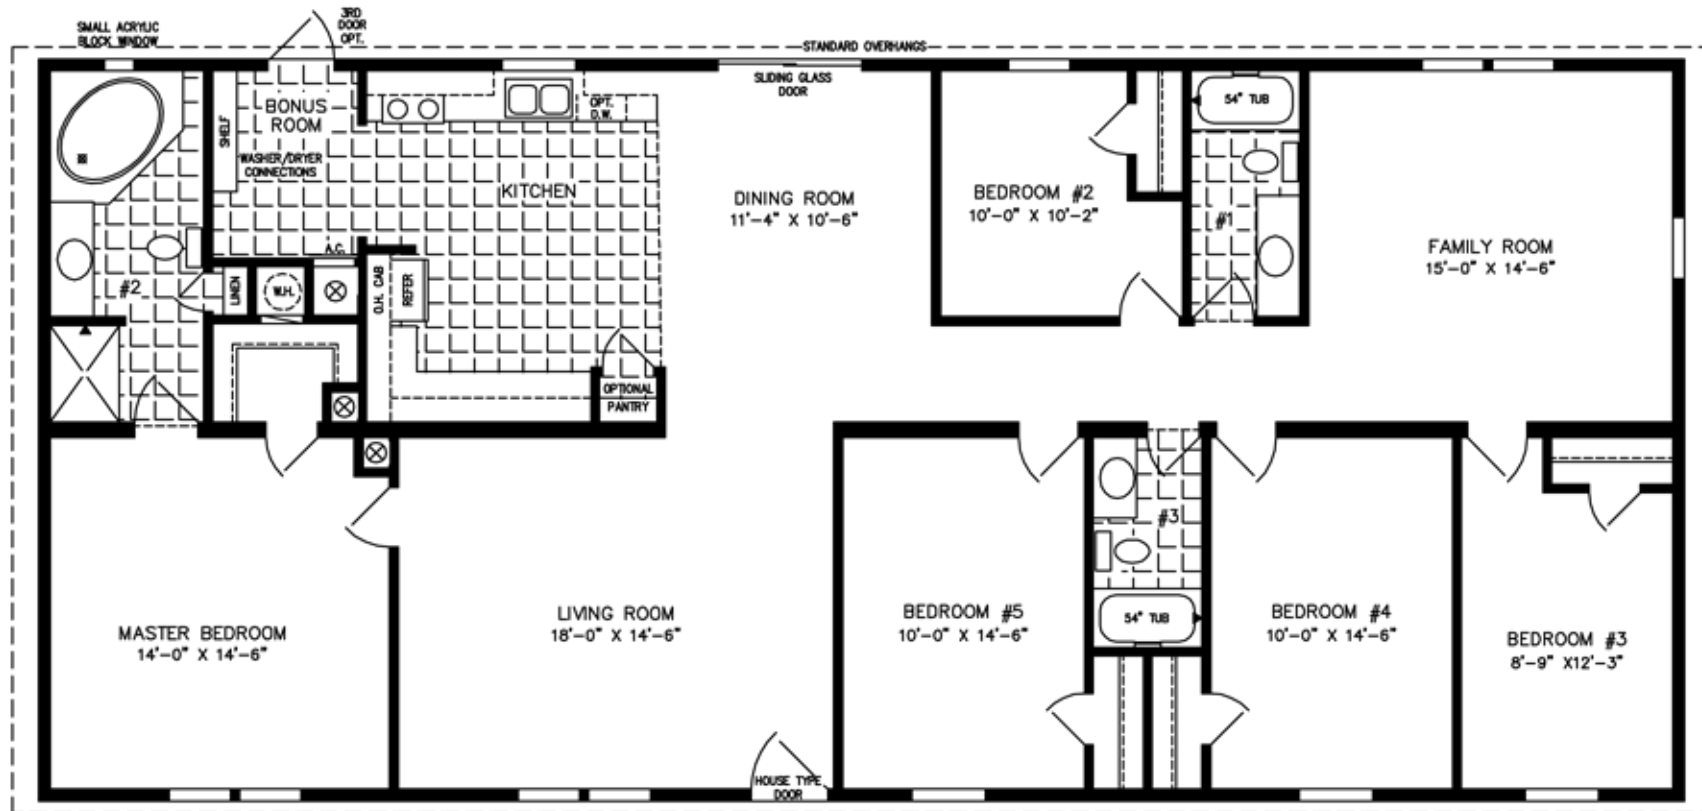 SMALL ACRYLIC
BLOCK WINDOW
3RD
DOOR
OPT.
STANDARD OVERHANGS
SLIDING GLASS
DOOR
BONUS
ROOM
SHELF
WASHER/DRYER
CONNECTIONS
OPT.
D.W.
KITCHEN
DINING ROOM
11'-4" X 10'-6"
BEDROOM #2
10'-0" X 10'-2"
54" TUB
#1
FAMILY ROOM
15'-0" X 14'-6"
#2
LINEN
W.H.
A.C.
O.H. CAB
REFER
OPTIONAL
PANTRY
MASTER BEDROOM
14'-0" X 14'-6"
LIVING ROOM
18'-0" X 14'-6"
HOUSE TYPE
DOOR
BEDROOM #5
10'-0" X 14'-6"
#3
54" TUB
BEDROOM #4
10'-0" X 14'-6"
BEDROOM #3
8'-9" X12'-3"